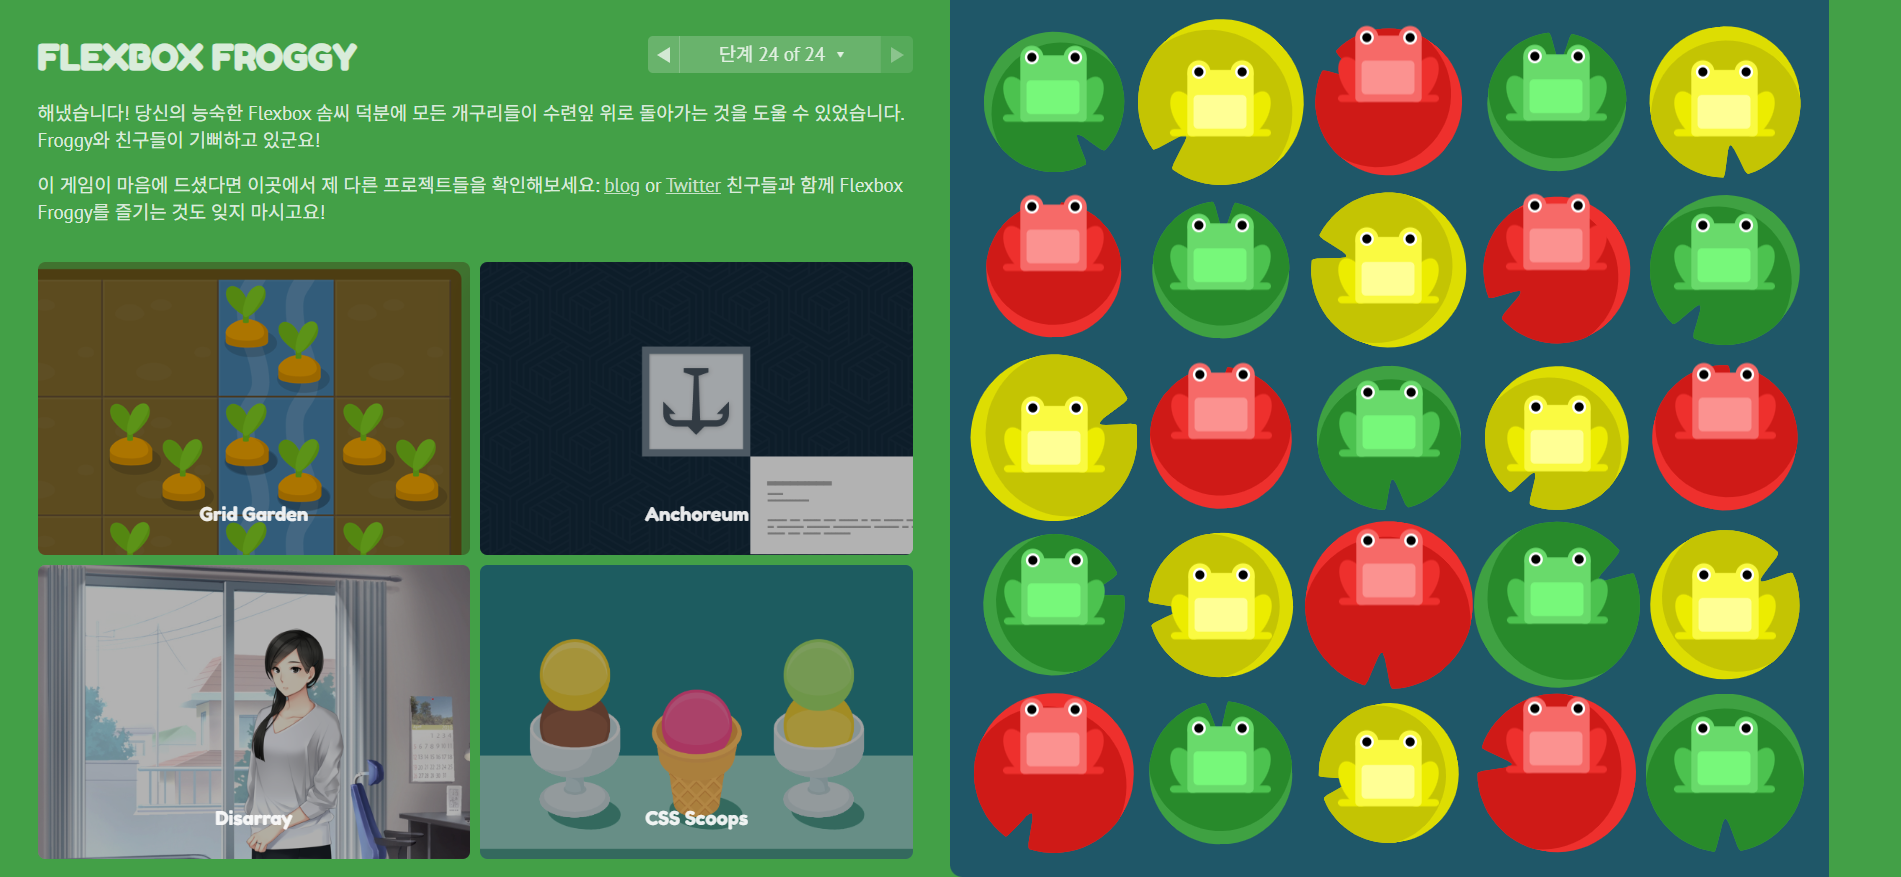 FLEXBOX FROGGY
단계 24 of 24
해냈습니다! 당신의 능숙한 Flexbox 솜씨 덕분에 모든 개구리들이 수련잎 위로 돌아가는 것을 도울 수 있었습니다.
Froggy와 친구들이 기뻐하고 있군요!
이 게임이 마음에 드셨다면 이곳에서 제 다른 프로젝트들을 확인해보세요: blog or Twitter 친구들과 함께 Flexbox
Froggy를 즐기는 것도 잊지 마시고요!
Grid Garden
Anchoreum
Disarray
CSS Scoops